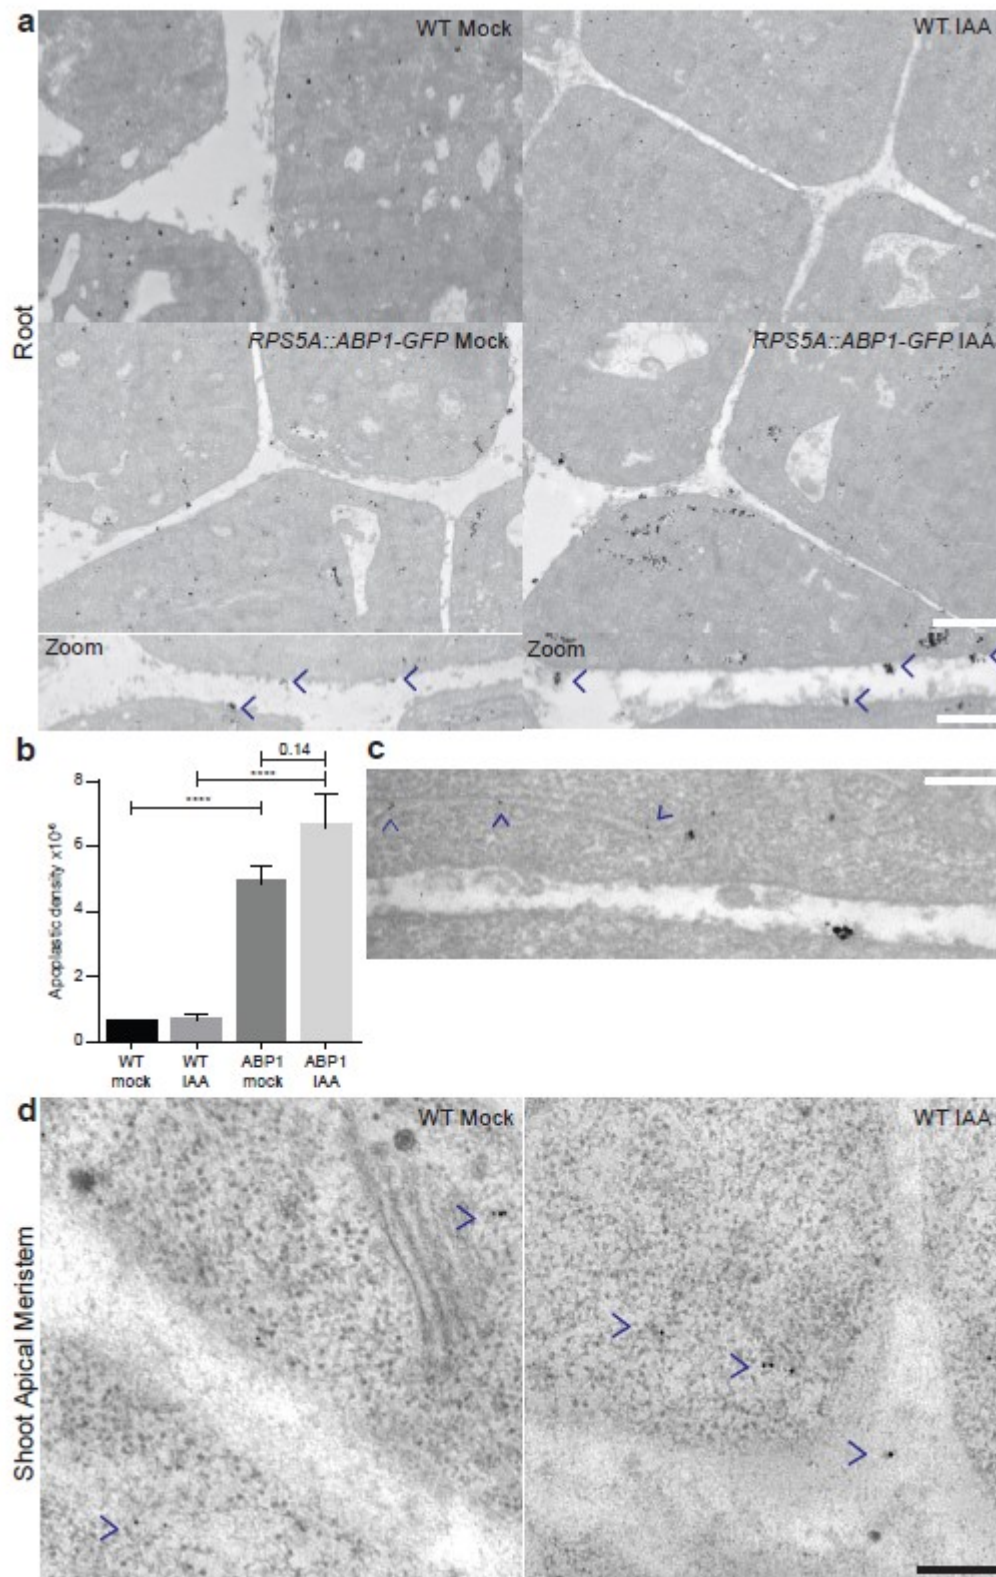 a
WT Mock
WT IAA
Root
RPS5A::ABP1-GFP Mock
RPS5A::ABP1-GFP IAA
Zoom
Zoom
b
0.14
****
****
8
6
4
2
0
Apoplastic density x10⁻⁶
WT mock
WT IAA
ABP1 mock
ABP1 IAA
c
d
WT Mock
WT IAA
Shoot Apical Meristem